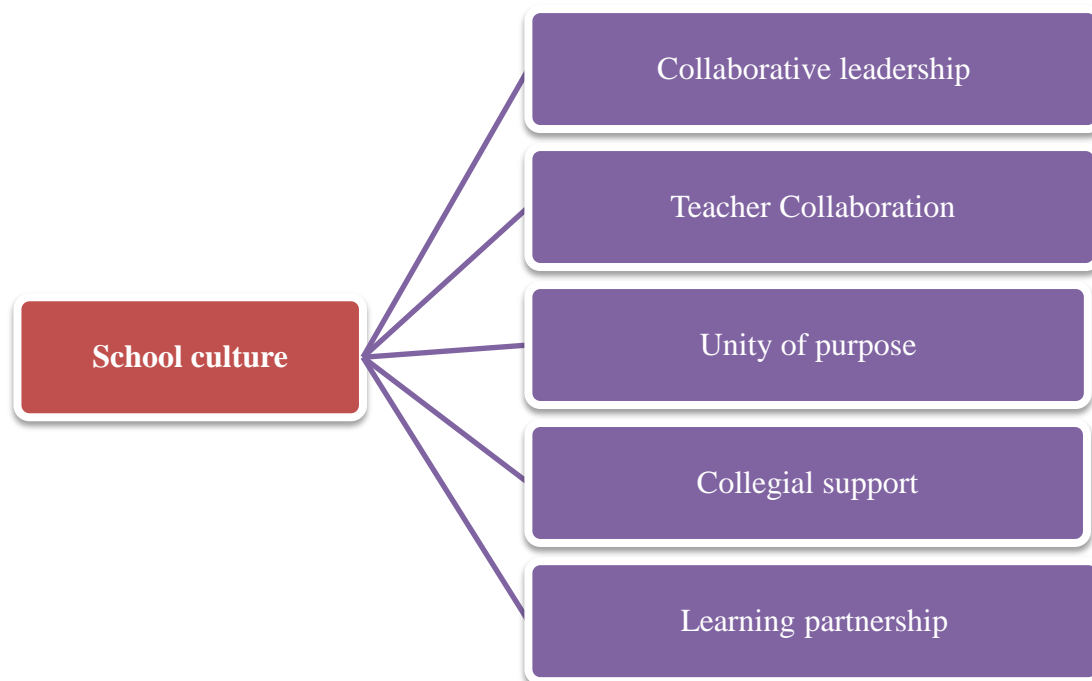 Collaborative leadership
Teacher Collaboration
School culture
Unity of purpose
Collegial support
Learning partnership